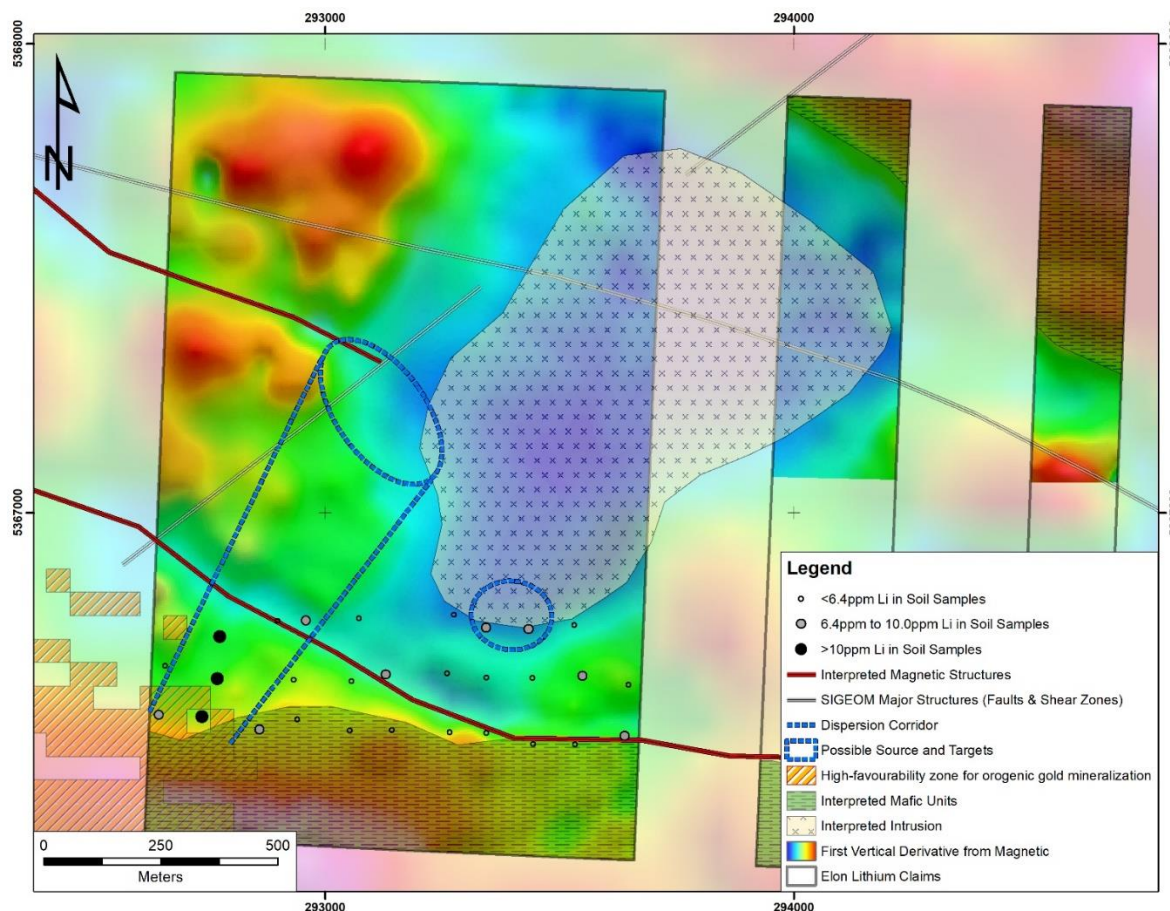 293000
294000
5368000
N
5367000
293000
294000
0
250
500
Meters
Legend
<6.4ppm Li in Soil Samples
6.4ppm to 10.0ppm Li in Soil Samples
>10ppm Li in Soil Samples
Interpreted Magnetic Structures
SIGEOM Major Structures (Faults & Shear Zones)
Dispersion Corridor
Possible Source and Targets
High-favourability zone for orogenic gold mineralization
Interpreted Mafic Units
Interpreted Intrusion
First Vertical Derivative from Magnetic
Elon Lithium Claims